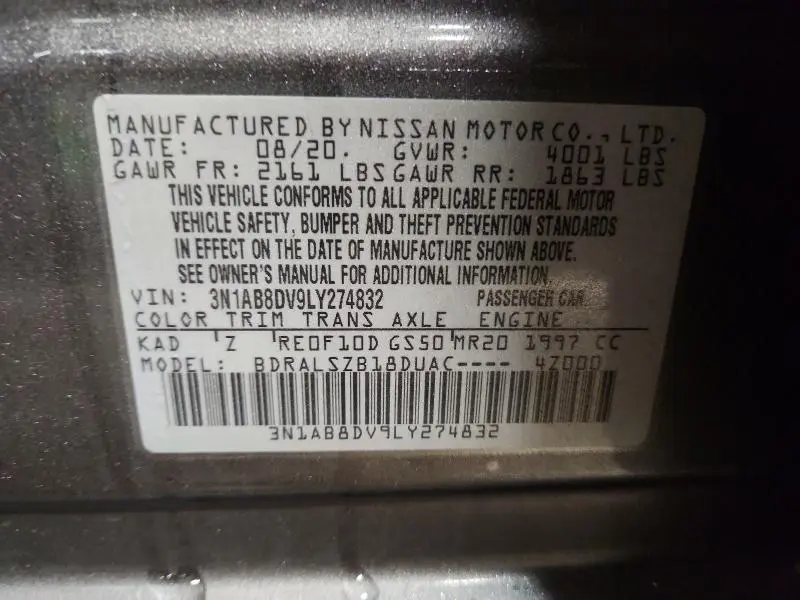 MANUFACTURED BY NISSAN MOTOR CO., LTD.
DATE: 08/20. GVWR: 4001 LBS
GAWR FR: 2161 LBS GAWR RR: 1863 LBS
THIS VEHICLE CONFORMS TO ALL APPLICABLE FEDERAL MOTOR
VEHICLE SAFETY, BUMPER AND THEFT PREVENTION STANDARDS
IN EFFECT ON THE DATE OF MANUFACTURE SHOWN ABOVE.
SEE OWNER'S MANUAL FOR ADDITIONAL INFORMATION.
VIN: 3N1AB8DV9LY274832 PASSENGER CAR
COLOR TRIM TRANS AXLE ENGINE
KAD 'Z RE0F10D GS50 MR20 1997 CC
MODEL: BDRALSZB18DUAC---- 4Z000
3N1AB8DV9LY274832